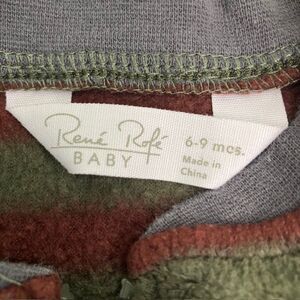 René Rofé
BABY
6-9 mos.
Made in
China